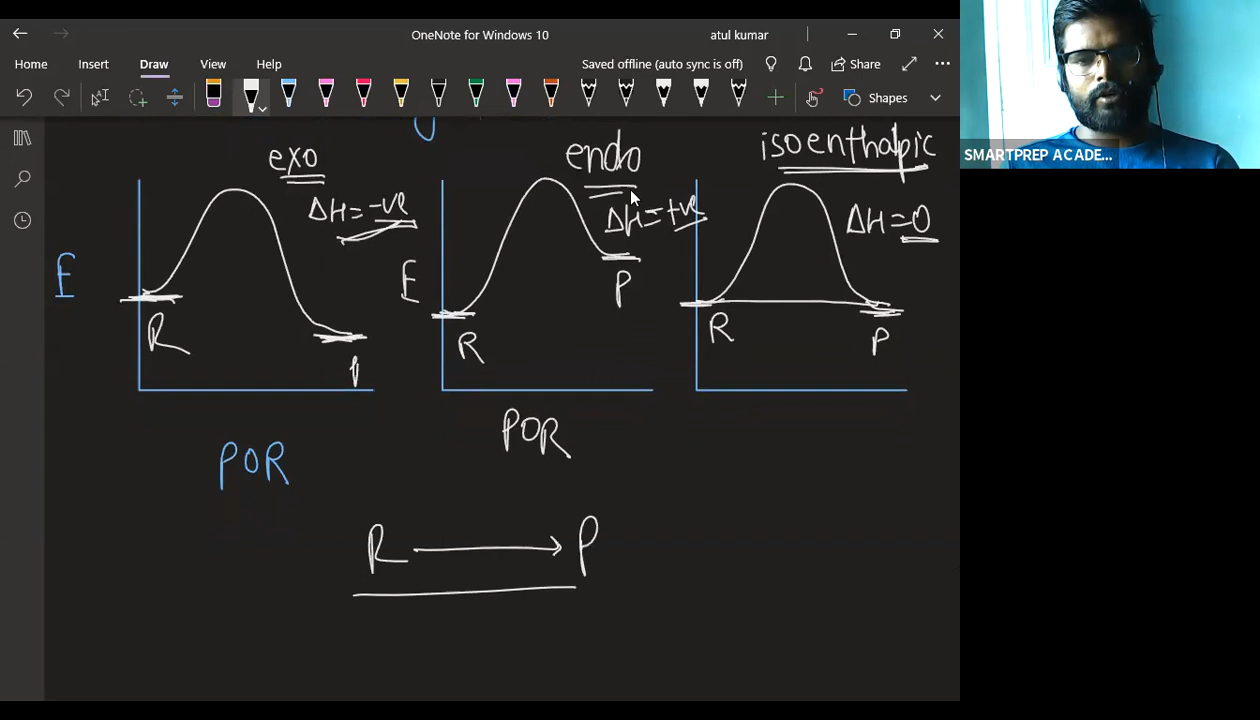 OneNote for Windows 10
atul kumar
Home Insert Draw View Help
Saved offline (auto sync is off)
Share
Shapes
SMARTPREP ACADE...
exo
endo
isoenthalpic
ΔH = -ve
ΔH = +ve
ΔH = 0
E
E
R
P
R
P
R
P
POR
POR
R → P